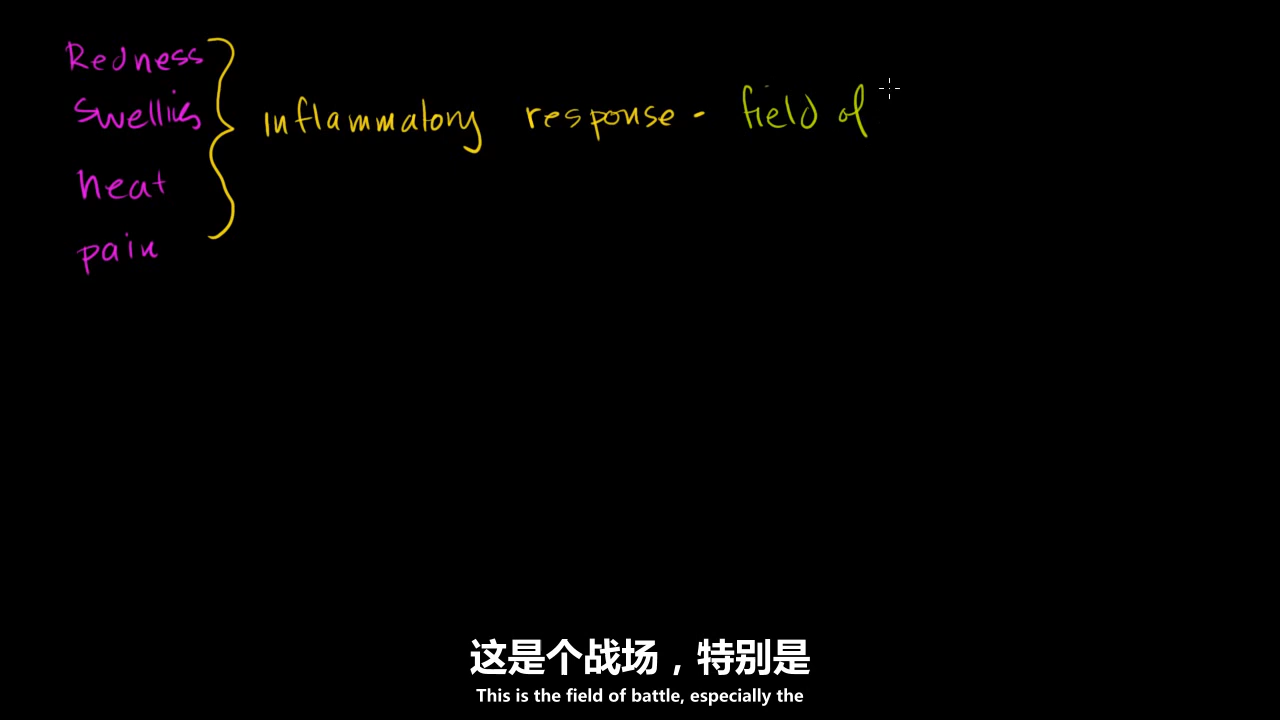 Redness
Swelling
inflammatory response - field of
heat
pain
这是个战场，特别是
This is the field of battle, especially the